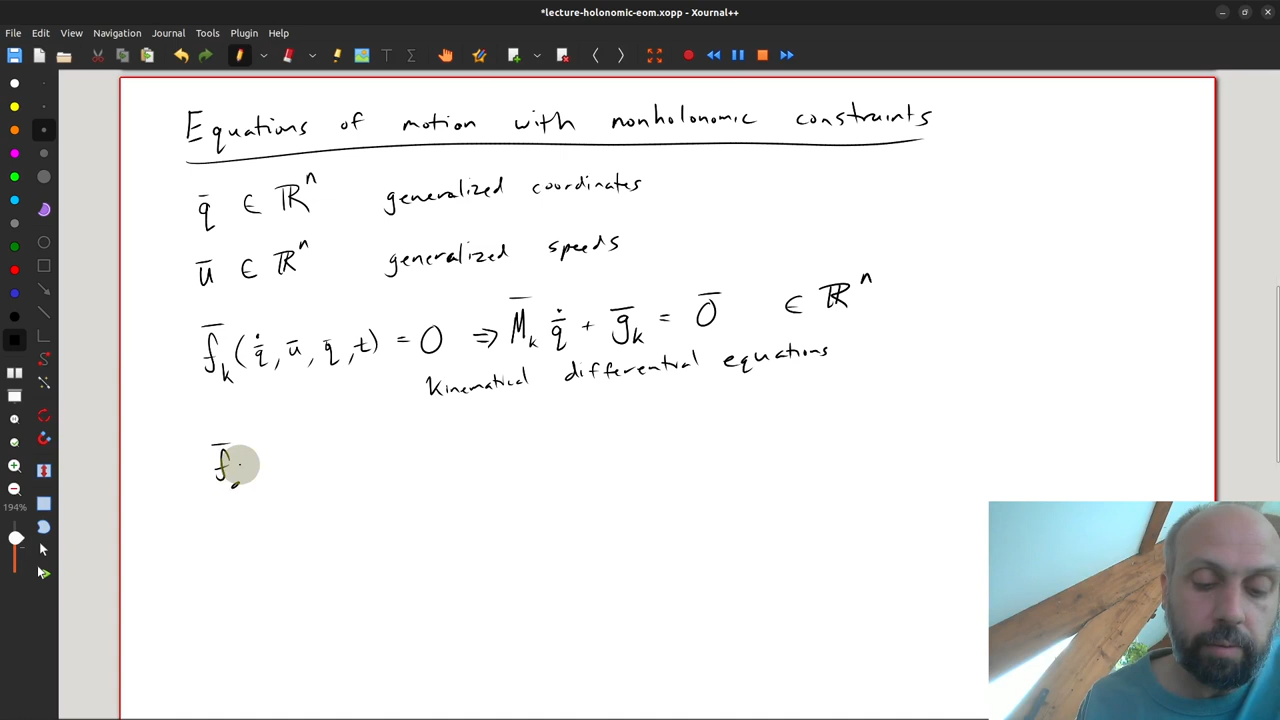 *lecture-holonomic-eom.xopp - Xournal++
File Edit View Navigation Journal Tools Plugin Help
194%
Equations of motion with nonholonomic constraints
q̄ ∈ ℝⁿ generalized coordinates
ū ∈ ℝⁿ generalized speeds
f̄ₖ(q̄̇, ū, q̄, t) = 0 ⇒ M̄ₖ q̄̇ + ḡₖ = 0̄ ∈ ℝⁿ
kinematical differential equations
f̄